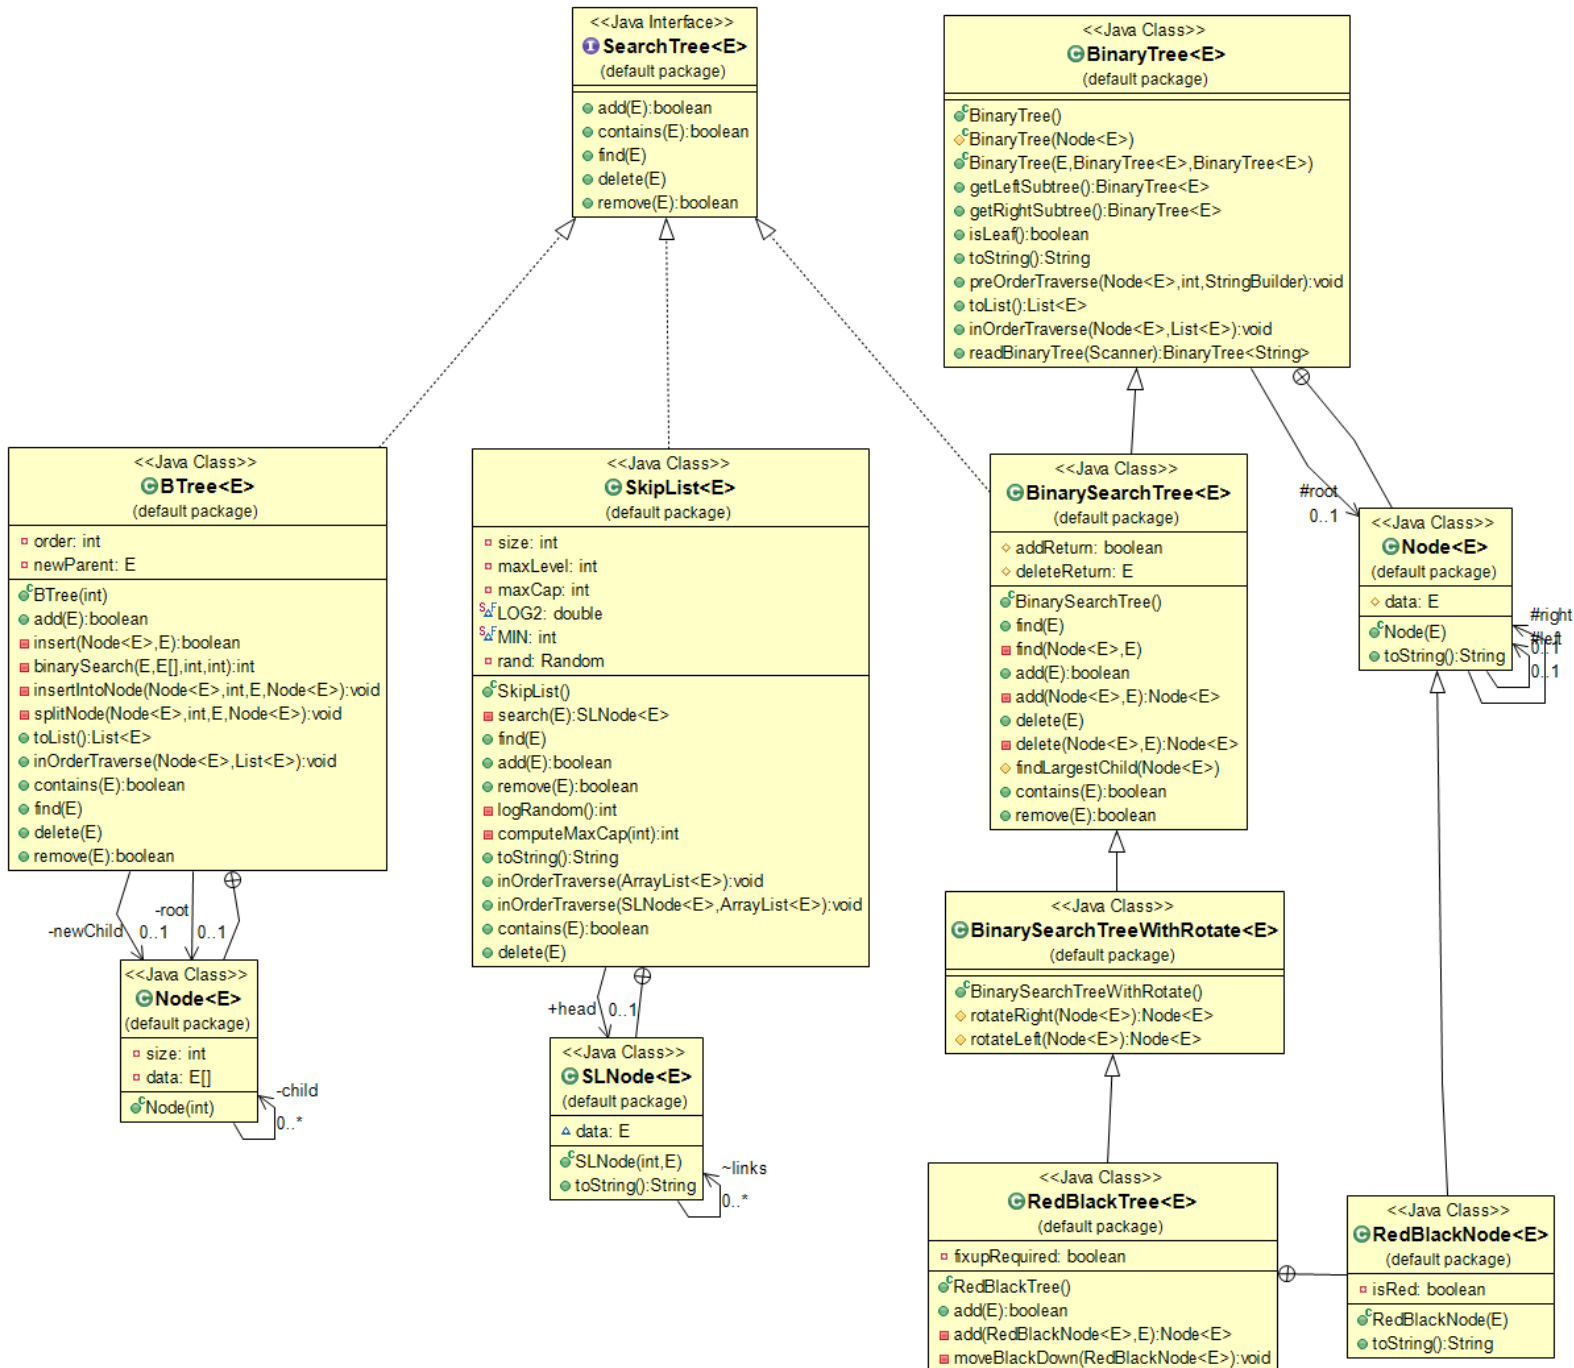 <<Java Interface>>
SearchTree<E>
(default package)
add(E):boolean
contains(E):boolean
find(E)
delete(E)
remove(E):boolean
<<Java Class>>
BinaryTree<E>
(default package)
BinaryTree()
BinaryTree(Node<E>)
BinaryTree(E,BinaryTree<E>,BinaryTree<E>)
getLeftSubtree():BinaryTree<E>
getRightSubtree():BinaryTree<E>
isLeaf():boolean
toString():String
preOrderTraverse(Node<E>,int,StringBuilder):void
toList():List<E>
inOrderTraverse(Node<E>,List<E>):void
readBinaryTree(Scanner):BinaryTree<String>
<<Java Class>>
BTree<E>
(default package)
order: int
newParent: E
BTree(int)
add(E):boolean
insert(Node<E>,E):boolean
binarySearch(E,E[],int,int):int
insertIntoNode(Node<E>,int,E,Node<E>):void
splitNode(Node<E>,int,E,Node<E>):void
toList():List<E>
inOrderTraverse(Node<E>,List<E>):void
contains(E):boolean
find(E)
delete(E)
remove(E):boolean
-newChild
0..1
-root
0..1
<<Java Class>>
Node<E>
(default package)
size: int
data: E[]
Node(int)
-child
0..*
<<Java Class>>
SkipList<E>
(default package)
size: int
maxLevel: int
maxCap: int
LOG2: double
MIN: int
rand: Random
SkipList()
search(E):SLNode<E>
find(E)
add(E):boolean
remove(E):boolean
logRandom():int
computeMaxCap(int):int
toString():String
inOrderTraverse(ArrayList<E>):void
inOrderTraverse(SLNode<E>,ArrayList<E>):void
contains(E):boolean
delete(E)
+head
0..1
<<Java Class>>
SLNode<E>
(default package)
data: E
SLNode(int,E)
toString():String
~links
0..*
<<Java Class>>
BinarySearchTree<E>
(default package)
addReturn: boolean
deleteReturn: E
BinarySearchTree()
find(E)
find(Node<E>,E)
add(E):boolean
add(Node<E>,E):Node<E>
delete(E)
delete(Node<E>,E):Node<E>
findLargestChild(Node<E>)
contains(E):boolean
remove(E):boolean
#root
0..1
<<Java Class>>
Node<E>
(default package)
data: E
Node(E)
toString():String
#right
#left
0..1
0..1
<<Java Class>>
BinarySearchTreeWithRotate<E>
(default package)
BinarySearchTreeWithRotate()
rotateRight(Node<E>):Node<E>
rotateLeft(Node<E>):Node<E>
<<Java Class>>
RedBlackTree<E>
(default package)
fixupRequired: boolean
RedBlackTree()
add(E):boolean
add(RedBlackNode<E>,E):Node<E>
moveBlackDown(RedBlackNode<E>):void
<<Java Class>>
RedBlackNode<E>
(default package)
isRed: boolean
RedBlackNode(E)
toString():String